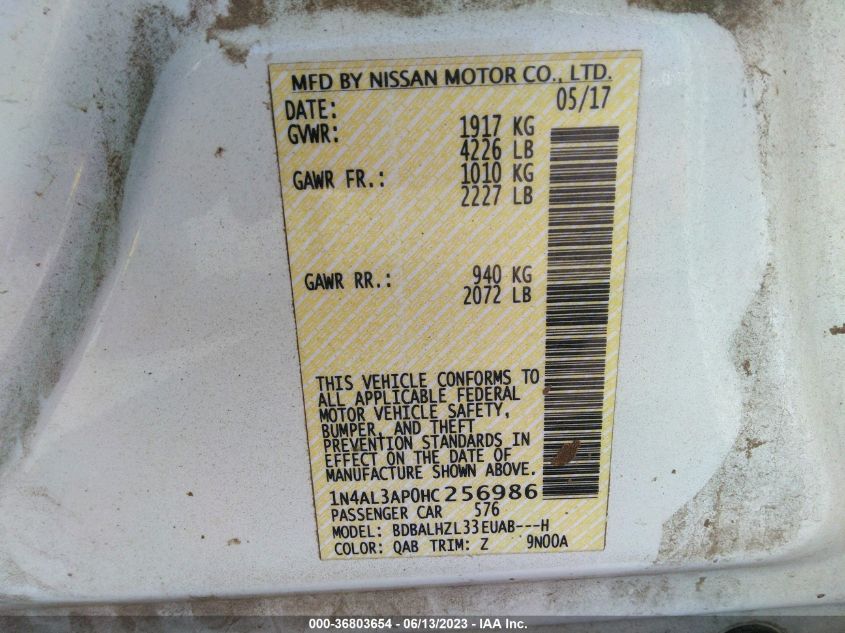 MFD BY NISSAN MOTOR CO., LTD.
DATE: 05/17
GVWR: 1917 KG
4226 LB
GAWR FR.: 1010 KG
2227 LB
GAWR RR.: 940 KG
2072 LB
THIS VEHICLE CONFORMS TO
ALL APPLICABLE FEDERAL
MOTOR VEHICLE SAFETY,
BUMPER, AND THEFT
PREVENTION STANDARDS IN
EFFECT ON THE DATE OF
MANUFACTURE SHOWN ABOVE.
1N4AL3AP0HC256986
PASSENGER CAR 576
MODEL: BDBALHZL33EUAB---H
COLOR: QAB TRIM: Z 9N00A
000-36803654 - 06/13/2023 - IAA Inc.